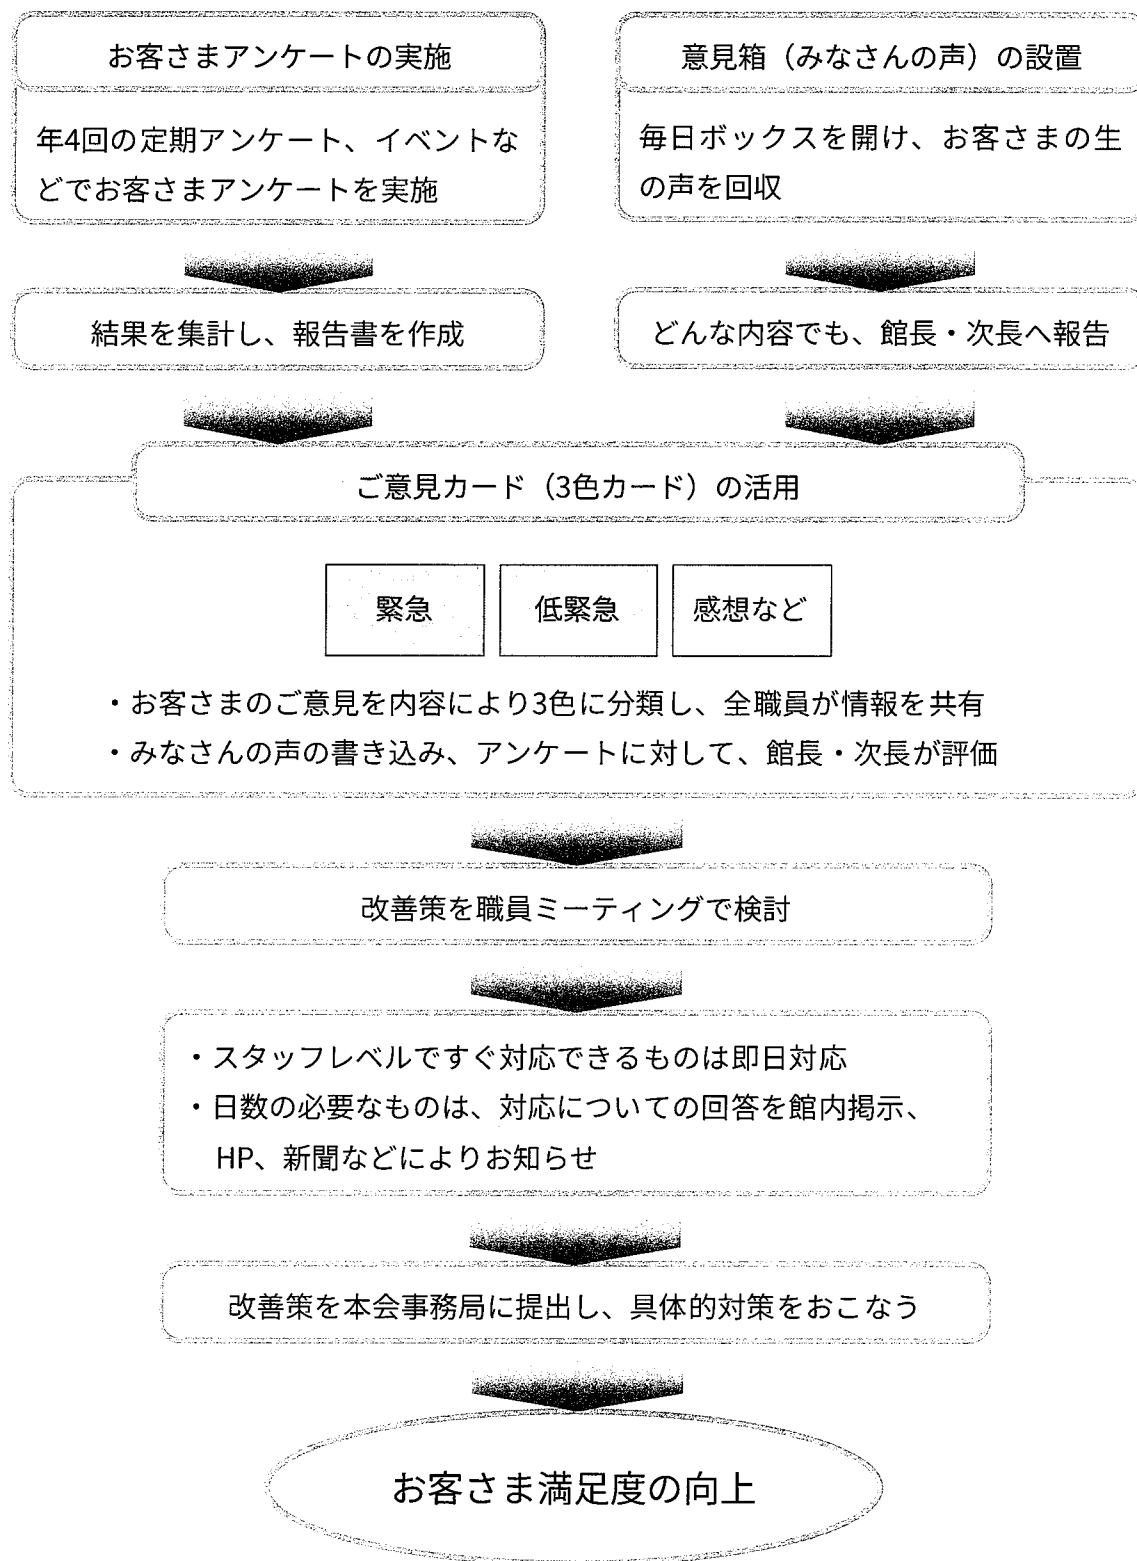 お客さまアンケートの実施
年4回の定期アンケート、イベントな
どでお客さまアンケートを実施
意見箱（みなさんの声）の設置
毎日ボックスを開け、お客さまの生
の声を回収
結果を集計し、報告書を作成
どんな内容でも、館長・次長へ報告
ご意見カード（3色カード）の活用
緊急
低緊急
感想など
・お客さまのご意見を内容により3色に分類し、全職員が情報を共有
・みなさんの声の書き込み、アンケートに対して、館長・次長が評価
改善策を職員ミーティングで検討
・スタッフレベルですぐ対応できるものは即日対応
・日数の必要なものは、対応についての回答を館内掲示、
HP、新聞などによりお知らせ
改善策を本会事務局に提出し、具体的対策をおこなう
お客さま満足度の向上